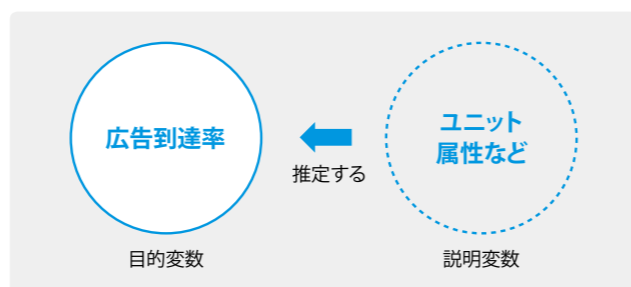 広告到達率
ユニット
属性など
推定する
目的変数
説明変数